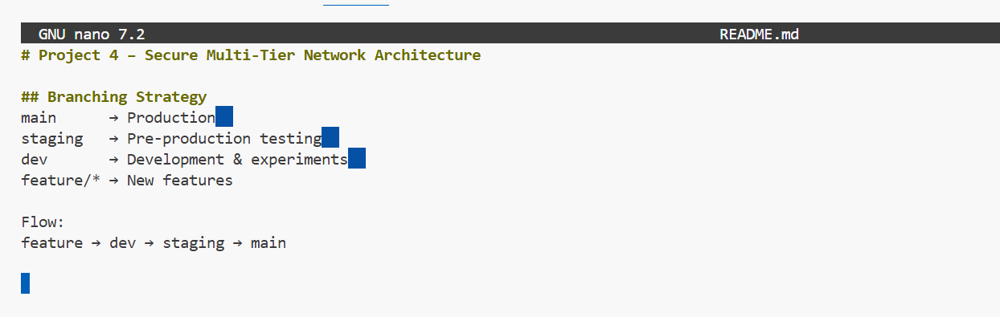 GNU nano 7.2 README.md
# Project 4 – Secure Multi-Tier Network Architecture
## Branching Strategy
main → Production
staging → Pre-production testing
dev → Development & experiments
feature/* → New features
Flow:
feature → dev → staging → main